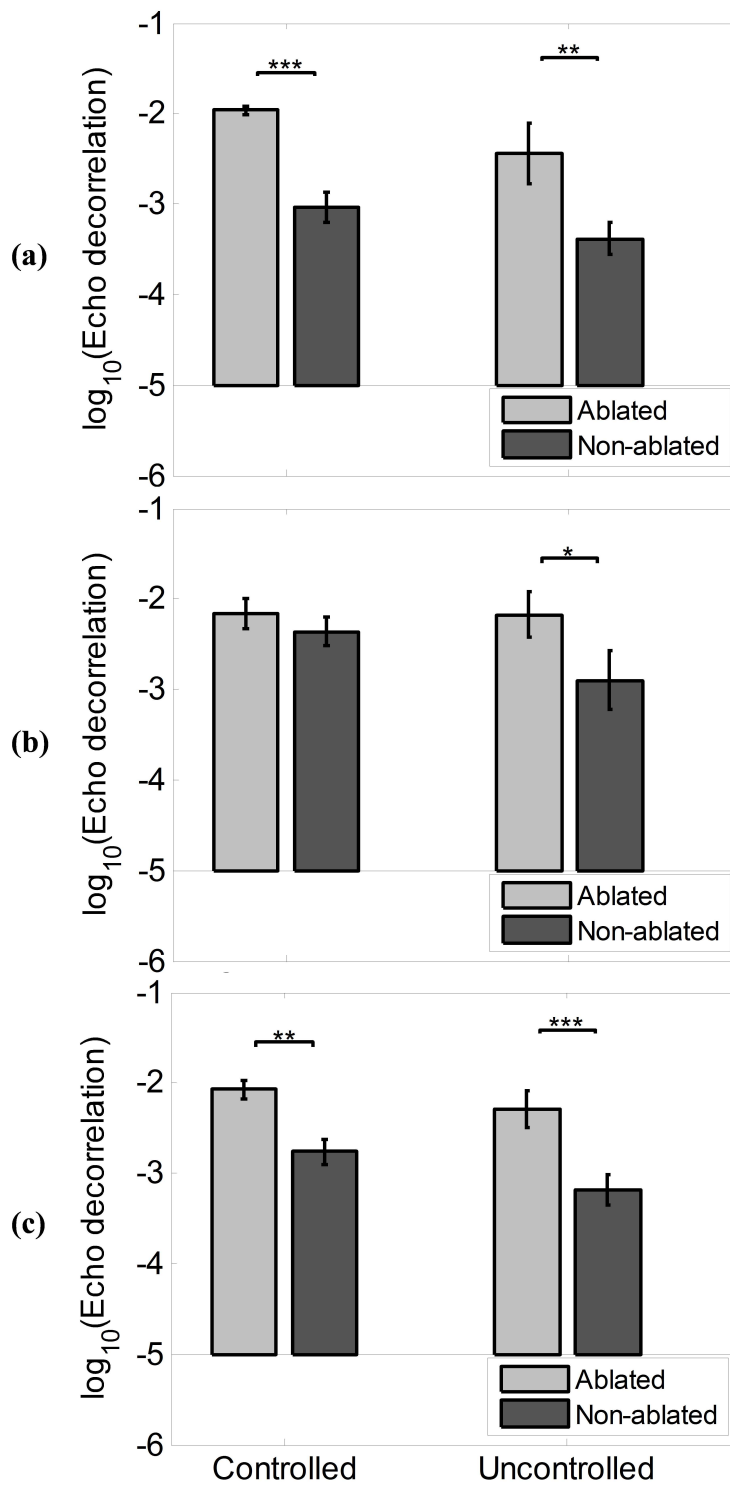 -1
***
**
-2
-3
(a)
log10(Echo decorrelation)
-4
-5
Ablated
Non-ablated
-6
-1
*
-2
-3
(b)
log10(Echo decorrelation)
-4
-5
Ablated
Non-ablated
-6
-1
**
***
-2
-3
(c)
log10(Echo decorrelation)
-4
-5
Ablated
Non-ablated
-6
Controlled Uncontrolled